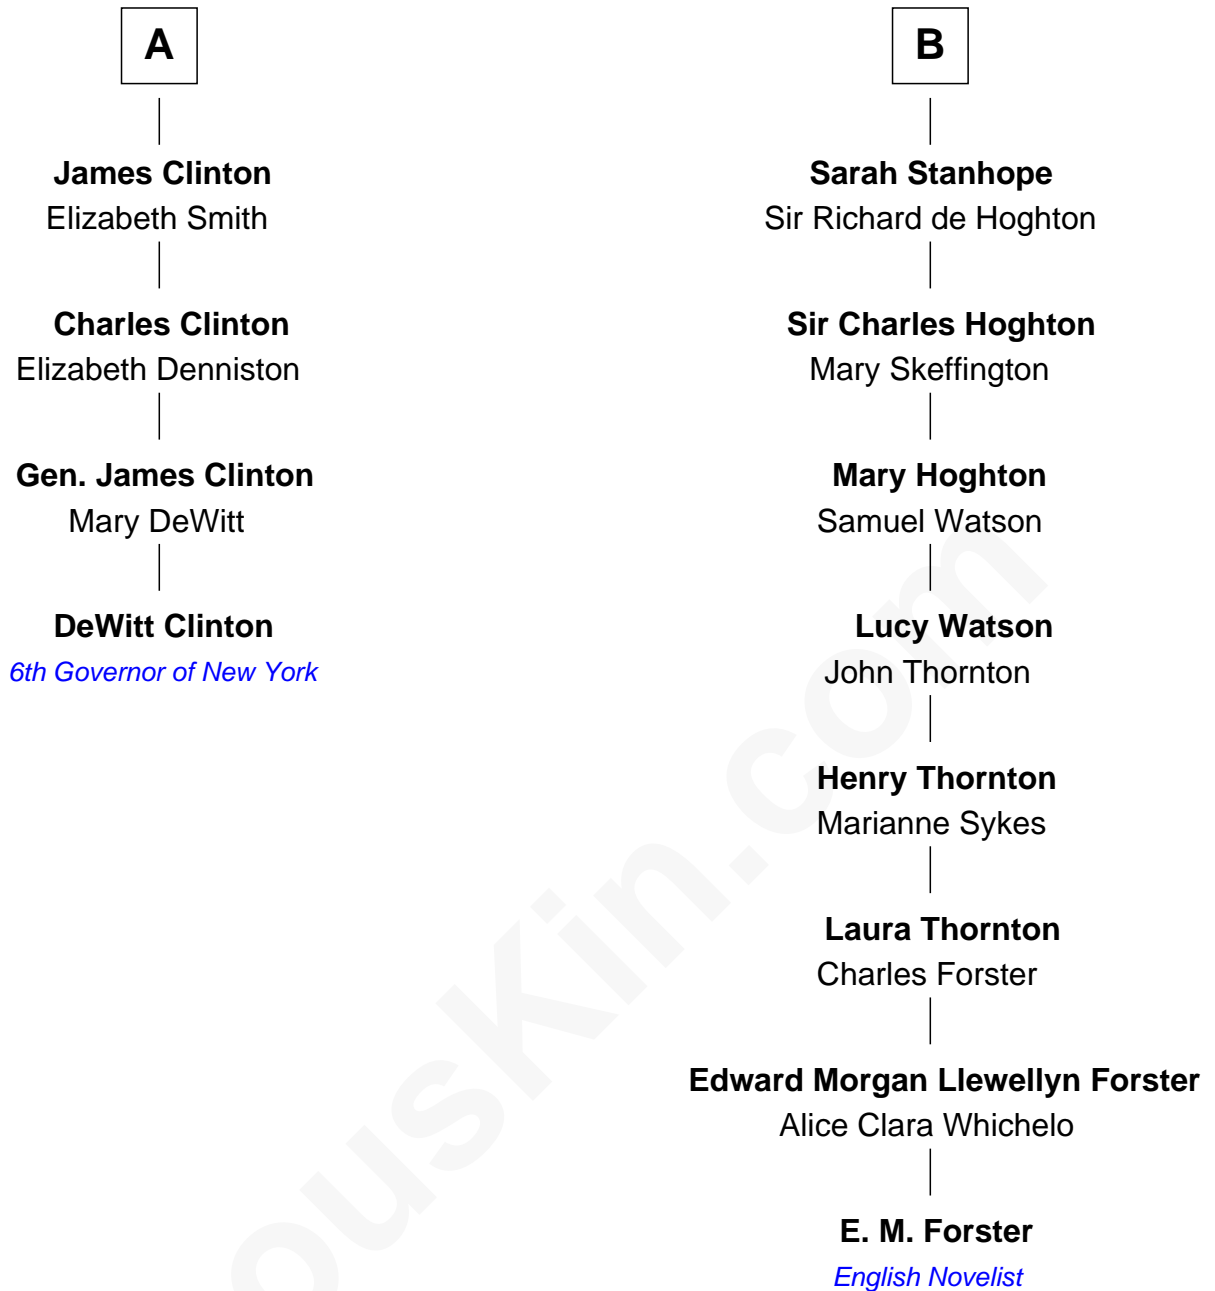 A
James Clinton
Elizabeth Smith
Charles Clinton
Elizabeth Denniston
Gen. James Clinton
Mary DeWitt
DeWitt Clinton
6th Governor of New York
B
Sarah Stanhope
Sir Richard de Hoghton
Sir Charles Hoghton
Mary Skeffington
Mary Hoghton
Samuel Watson
Lucy Watson
John Thornton
Henry Thornton
Marianne Sykes
Laura Thornton
Charles Forster
Edward Morgan Llewellyn Forster
Alice Clara Whichelo
E. M. Forster
English Novelist
ousKin.com